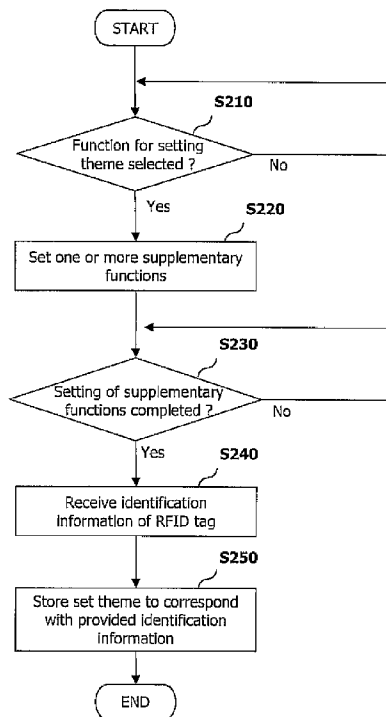 START
S210
Function for setting
theme selected ?
No
Yes
S220
Set one or more supplementary
functions
S230
Setting of supplementary
functions completed ?
No
Yes
S240
Receive identification
information of RFID tag
S250
Store set theme to correspond
with provided identification
information
END